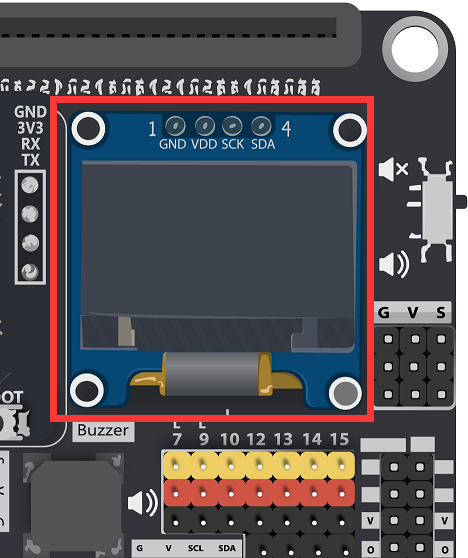 GND
3V3
RX
TX
1 4
GND VDD SCK SDA
G V S
OT
Buzzer
L L
7 9 10 12 13 14 15
V V
O O
G V SCL SDA